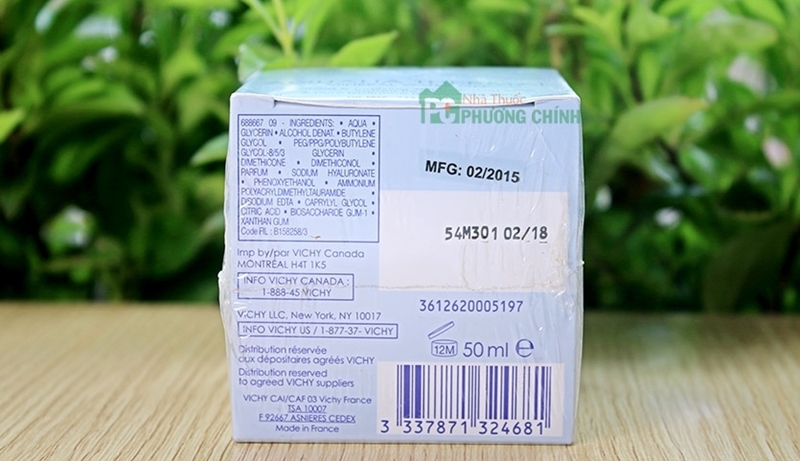 Nhà Thuốc
PHƯƠNG CHÍNH
688667 09 - INGREDIENTS: • AQUA •
GLYCERIN • ALCOHOL DENAT. • BUTYLENE
GLYCOL • PEG/PPG/POLYBUTYLENE
GLYCOL-8/5/3 GLYCERIN •
DIMETHICONE • DIMETHICONOL •
PARFUM • SODIUM HYALURONATE
• PHENOXYETHANOL • AMMONIUM
POLYACRYLDIMETHYLTAURAMIDE •
DISODIUM EDTA • CAPRYLYL GLYCOL •
CITRIC ACID • BIOSACCHARIDE GUM-1 •
XANTHAN GUM
Code FIL : B158258/3
MFG: 02/2015
54M301 02/18
Imp by/par VICHY Canada
MONTRÉAL H4T 1K5
INFO VICHY CANADA :
1-888-45 VICHY
VICHY LLC, New York, NY 10017
INFO VICHY US / 1-877-37- VICHY
3612620005197
12M 50 ml e
Distribution réservée
aux dépositaires agréés VICHY
Distribution reserved
to agreed VICHY suppliers
VICHY CAI/CAF 03 Vichy France
TSA 10007
F 92667 ASNIERES CEDEX
Made in France
3 337871 324681